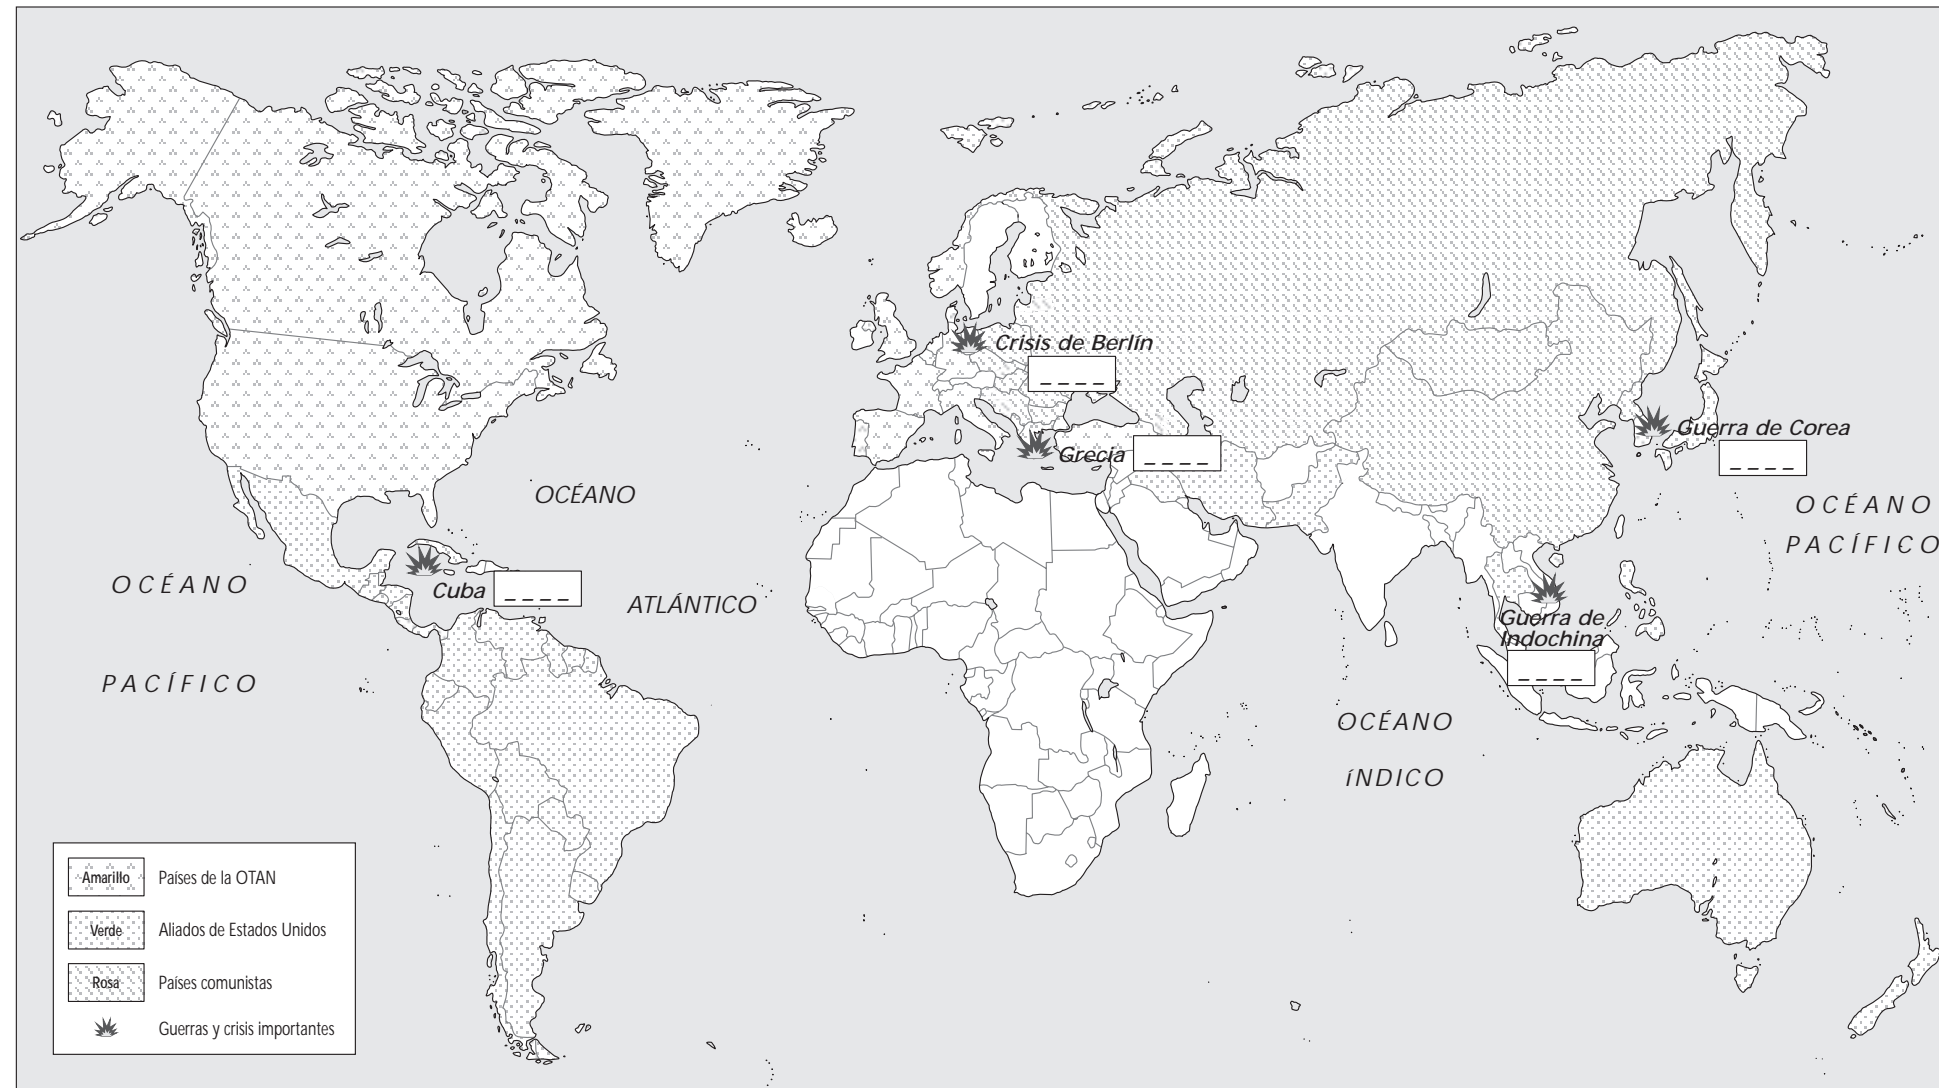 Crisis de Berlín
_ _ _ _
Guerra de Corea
_ _ _ _
Grecia _ _ _ _
OCÉANO
ATLÁNTICO
OCÉANO
PACÍFICO
Cuba _ _ _ _
OCÉANO
PACÍFICO
Guerra de
Indochina
_ _ _ _
OCÉANO
íNDICO
Amarillo Países de la OTAN
Verde Aliados de Estados Unidos
Rosa Países comunistas
Guerras y crisis importantes